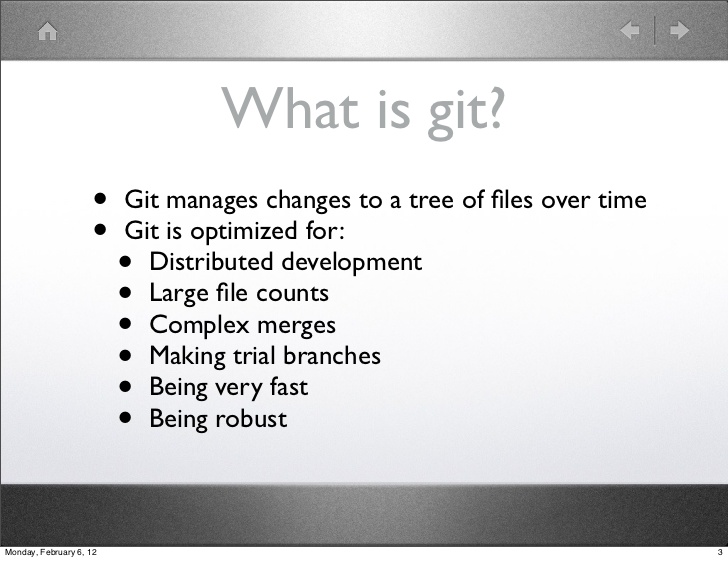 What is git?
• Git manages changes to a tree of files over time
• Git is optimized for:
• Distributed development
• Large file counts
• Complex merges
• Making trial branches
• Being very fast
• Being robust
Monday, February 6, 12
3